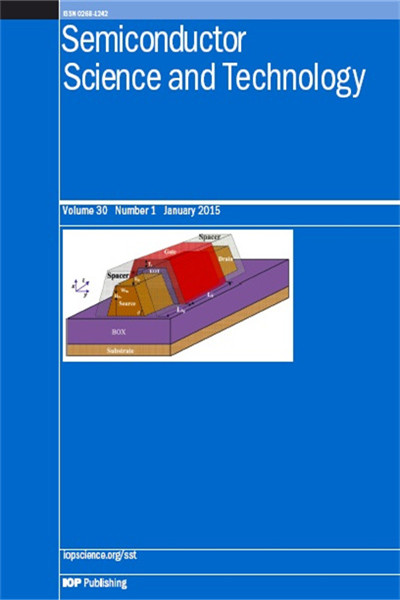 ISSN 0268-1242
Semiconductor
Science and Technology
Volume 30 Number 1 January 2015
Spacer
Gate
Drain
Spacer
EOT
Source
BOX
Substrate
iopscience.org/sst
IOP Publishing